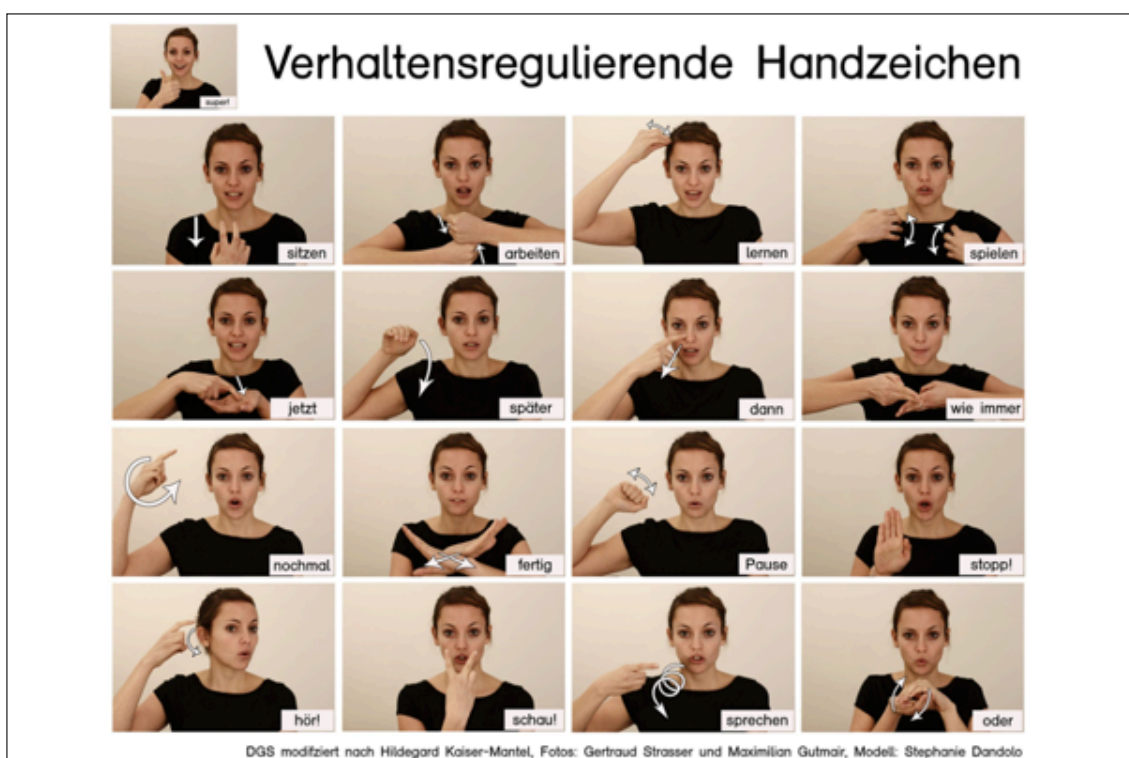 super!
Verhaltensregulierende Handzeichen
sitzen
arbeiten
lernen
spielen
jetzt
später
dann
wie immer
nochmal
fertig
Pause
stopp!
hör!
schau!
sprechen
oder
DGS modifziert nach Hildegard Kaiser-Mantel, Fotos: Gertraud Strasser und Maximilian Gutmair, Modell: Stephanie Dandolo